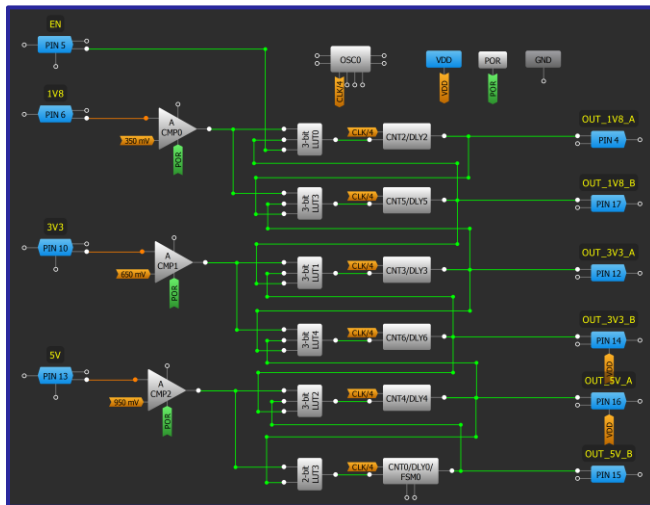 EN
PIN 5
OSC0
VDD
POR
GND
CLK/4
VDD
POR
1V8
PIN 6
A
CMP0
350 mV
POR
3-bit
LUT0
CLK/4
CNT2/DLY2
OUT_1V8_A
PIN 4
3-bit
LUT3
CLK/4
CNT5/DLY5
OUT_1V8_B
PIN 17
3V3
PIN 10
A
CMP1
650 mV
POR
3-bit
LUT1
CLK/4
CNT3/DLY3
OUT_3V3_A
PIN 12
3-bit
LUT4
CLK/4
CNT6/DLY6
OUT_3V3_B
PIN 14
VDD
5V
PIN 13
A
CMP2
950 mV
POR
3-bit
LUT2
CLK/4
CNT4/DLY4
OUT_5V_A
PIN 16
VDD
2-bit
LUT3
CLK/4
CNT0/DLY0/
FSM0
OUT_5V_B
PIN 15